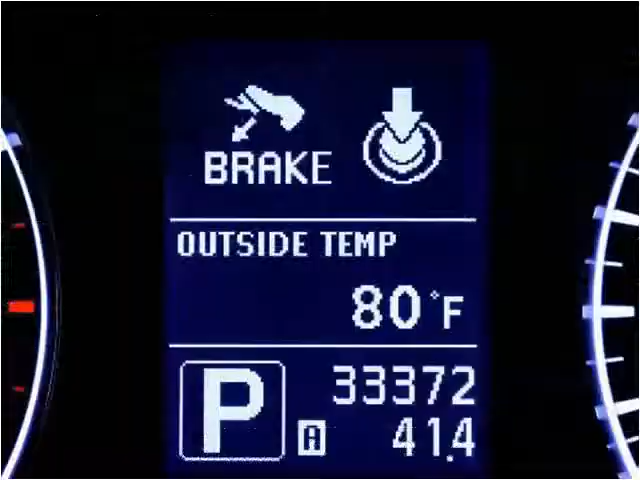 BRAKE
OUTSIDE TEMP
80°F
P 33372
A 41.4